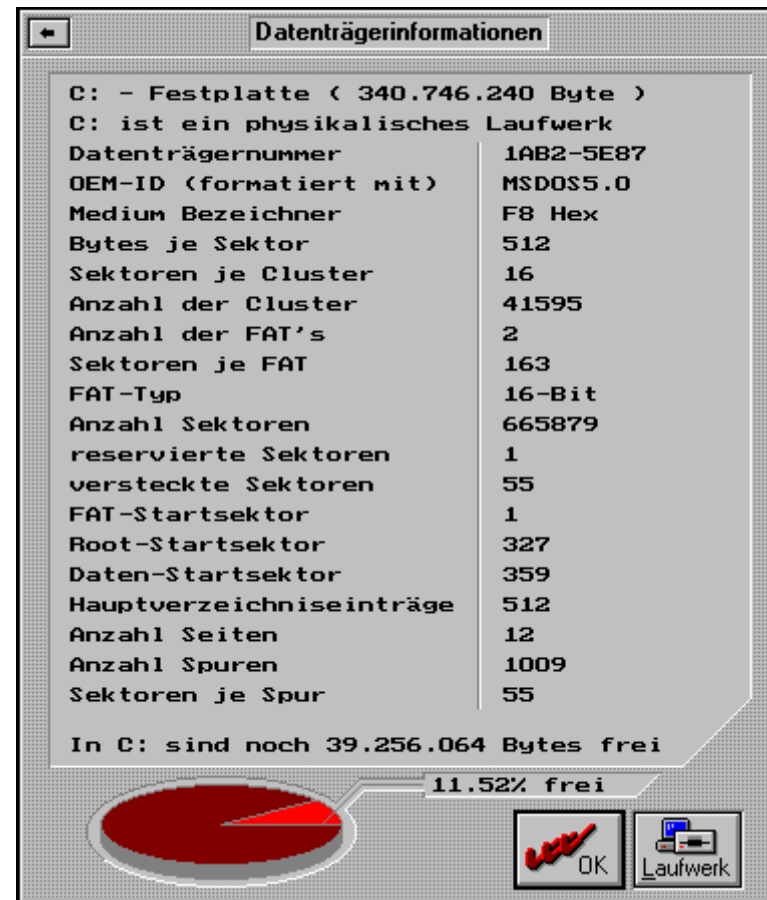 Datenträgerinformationen
C: - Festplatte ( 340.746.240 Byte )
C: ist ein physikalisches Laufwerk
Datenträgernummer 1AB2-5E87
OEM-ID (formatiert mit) MSDOS5.0
Medium Bezeichner F8 Hex
Bytes je Sektor 512
Sektoren je Cluster 16
Anzahl der Cluster 41595
Anzahl der FAT's 2
Sektoren je FAT 163
FAT-Typ 16-Bit
Anzahl Sektoren 665879
reservierte Sektoren 1
versteckte Sektoren 55
FAT-Startsektor 1
Root-Startsektor 327
Daten-Startsektor 359
Hauptverzeichniseinträge 512
Anzahl Seiten 12
Anzahl Spuren 1009
Sektoren je Spur 55
In C: sind noch 39.256.064 Bytes frei
11.52% frei
OK
Laufwerk